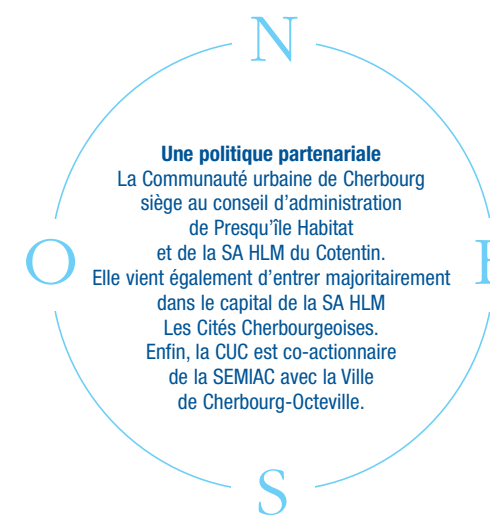 N
Une politique partenariale
La Communauté urbaine de Cherbourg
siège au conseil d'administration
de Presqu'île Habitat
et de la SA HLM du Cotentin.
O
Elle vient également d'entrer majoritairement
dans le capital de la SA HLM
Les Cités Cherbourgeoises.
Enfin, la CUC est co-actionnaire
de la SEMIAC avec la Ville
de Cherbourg-Octeville.
S